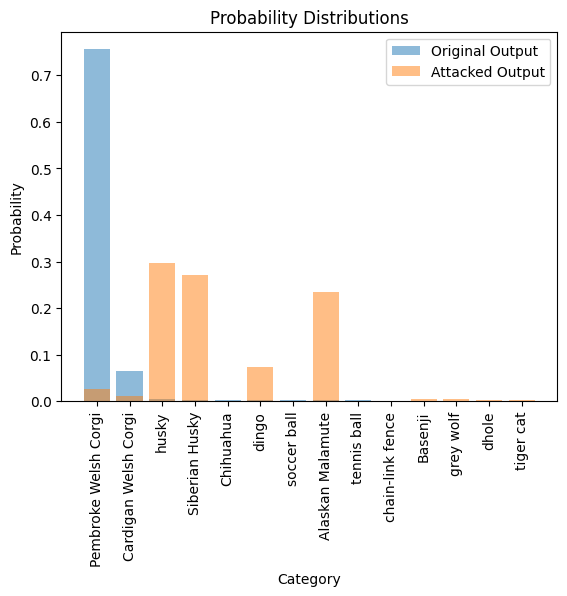 Probability Distributions
Original Output
Attacked Output
Probability
0.7
0.6
0.5
0.4
0.3
0.2
0.1
0.0
Pembroke Welsh Corgi
Cardigan Welsh Corgi
husky
Siberian Husky
Chihuahua
dingo
soccer ball
Alaskan Malamute
tennis ball
chain-link fence
Basenji
grey wolf
dhole
tiger cat
Category